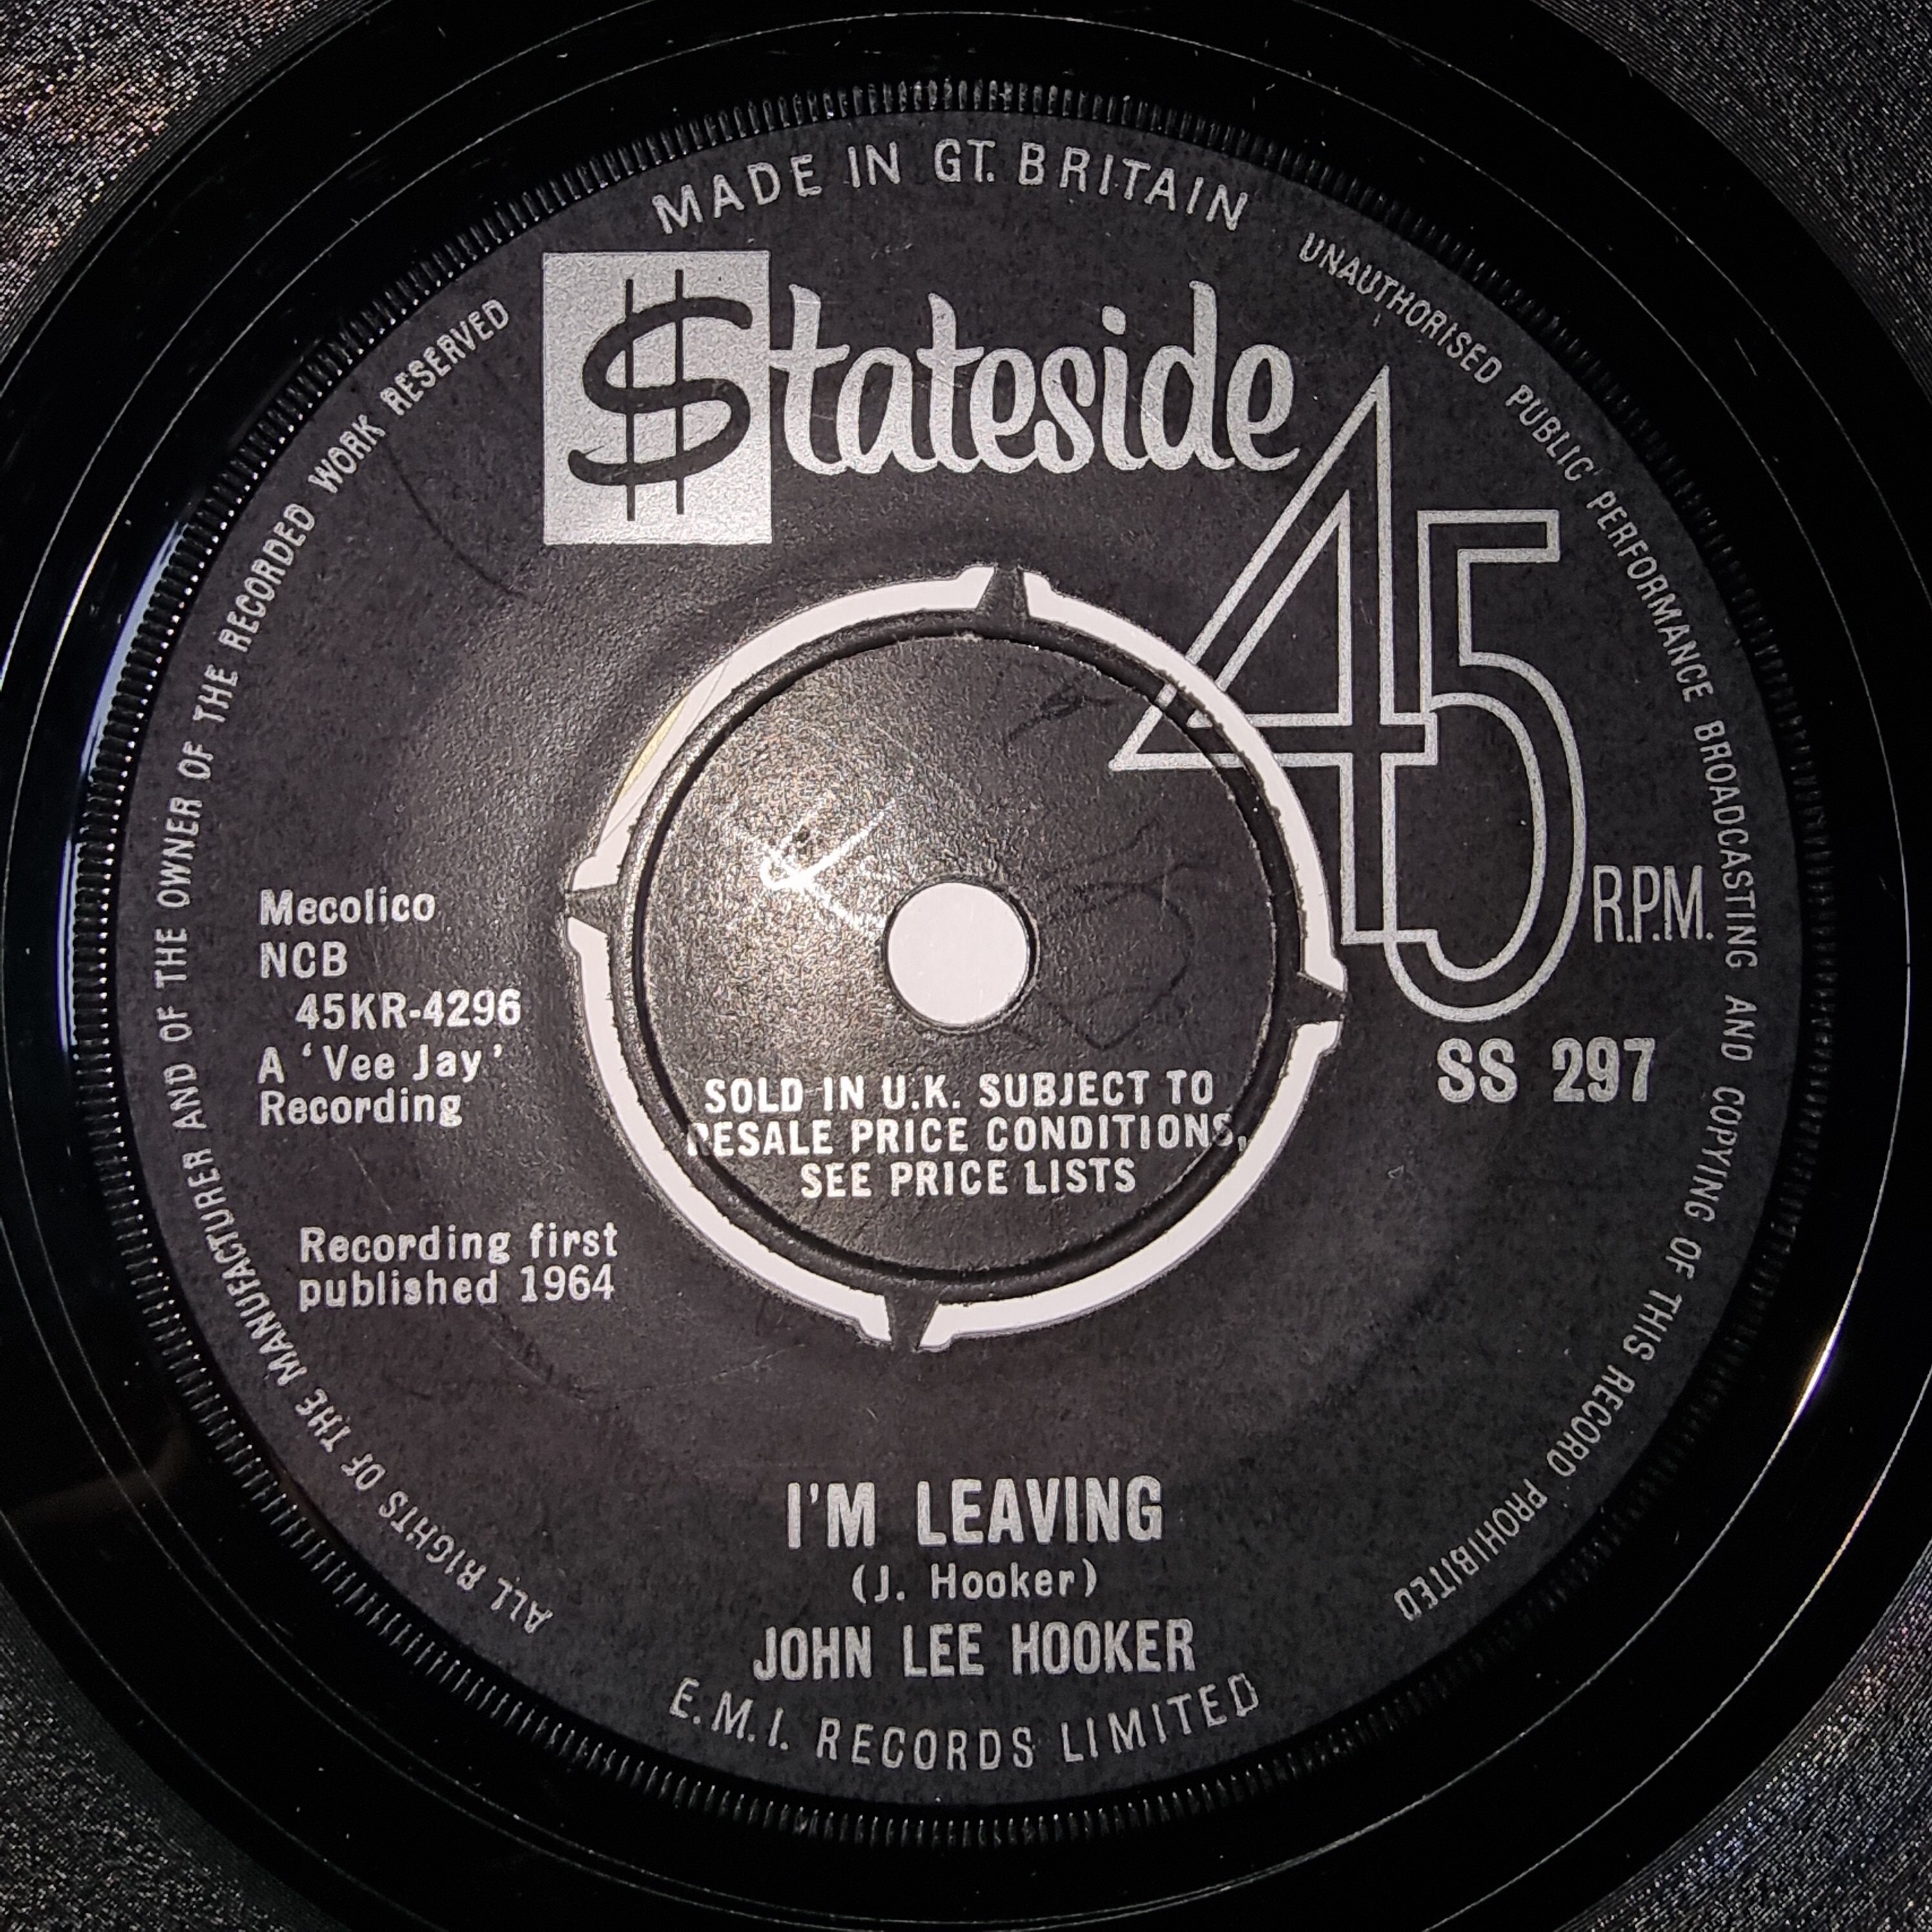 MADE IN GT. BRITAIN
UNAUTHORISED PUBLIC PERFORMANCE BROADCASTING AND COPYING OF THIS RECORD PROHIBITED
ALL RIGHTS OF THE MANUFACTURER AND OF THE OWNER OF THE RECORDED WORK RESERVED
$tateside
45
R.P.M.
Mecolico
NCB
45KR-4296
A ‘Vee Jay’
Recording
SS 297
SOLD IN U.K. SUBJECT TO
RESALE PRICE CONDITIONS,
SEE PRICE LISTS
Recording first
published 1964
I'M LEAVING
(J. Hooker)
JOHN LEE HOOKER
E.M.I. RECORDS LIMITED